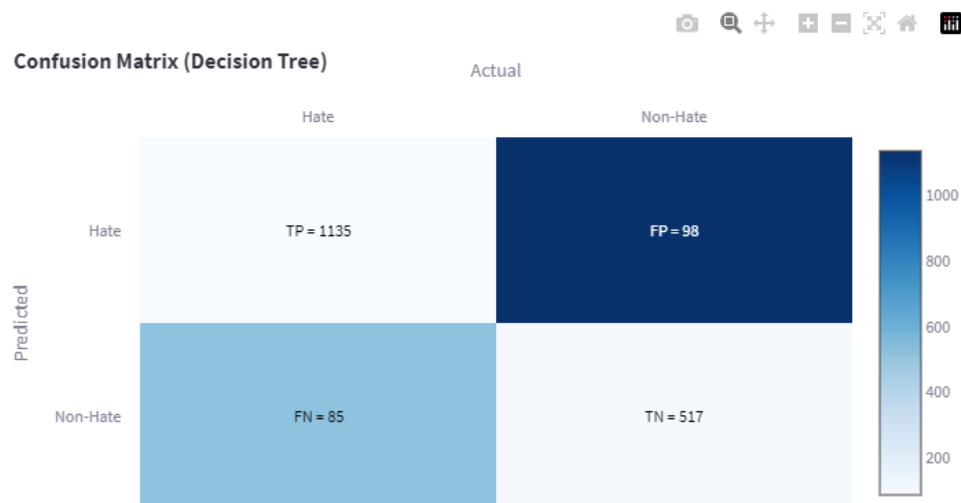 Confusion Matrix (Decision Tree)
Actual
Hate
Non-Hate
Hate
TP = 1135
FP = 98
1000
800
Predicted
600
400
Non-Hate
FN = 85
TN = 517
200